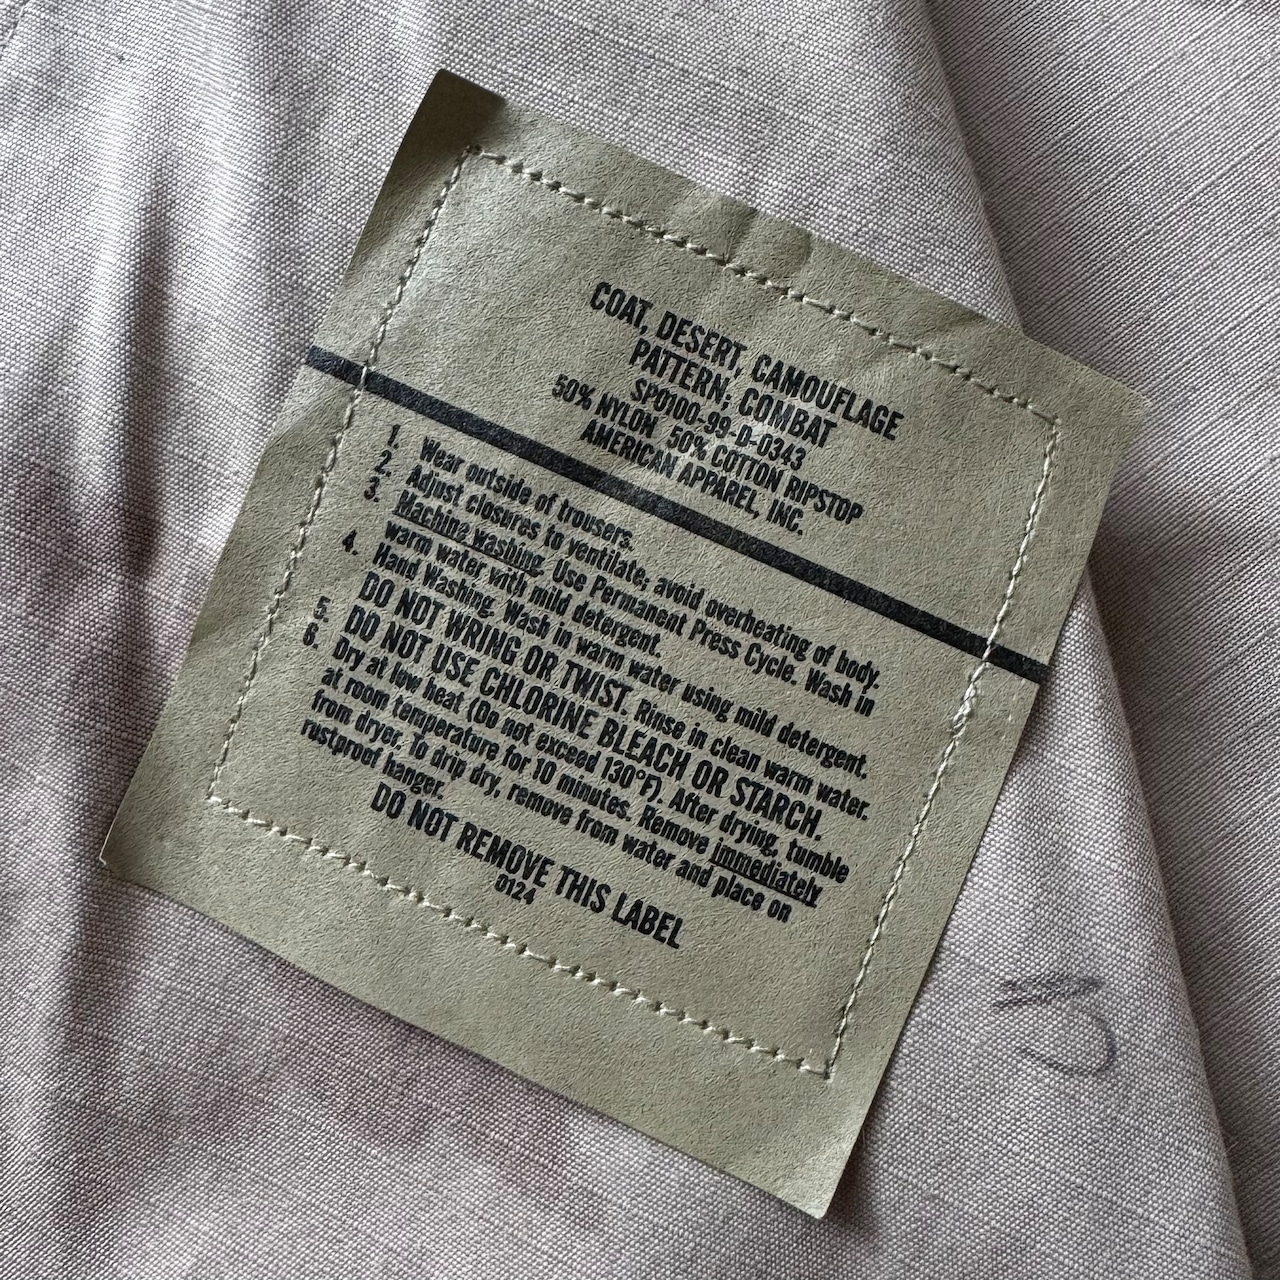 COAT, DESERT, CAMOUFLAGE
PATTERN; COMBAT
SP0100-99-D-0343
50% NYLON 50% COTTON RIPSTOP
AMERICAN APPAREL, INC.
1. Wear outside of trousers.
2. Adjust closures to ventilate; avoid overheating of body.
3. Machine washing. Use Permanent Press Cycle. Wash in
warm water with mild detergent.
4. Hand Washing. Wash in warm water using mild detergent.
DO NOT WRING OR TWIST. Rinse in clean warm water.
5. DO NOT USE CHLORINE BLEACH OR STARCH.
6. Dry at low heat (Do not exceed 130°F). After drying, tumble
at room temperature for 10 minutes. Remove immediately
from dryer. To drip dry, remove from water and place on
rustproof hanger.
DO NOT REMOVE THIS LABEL
0124